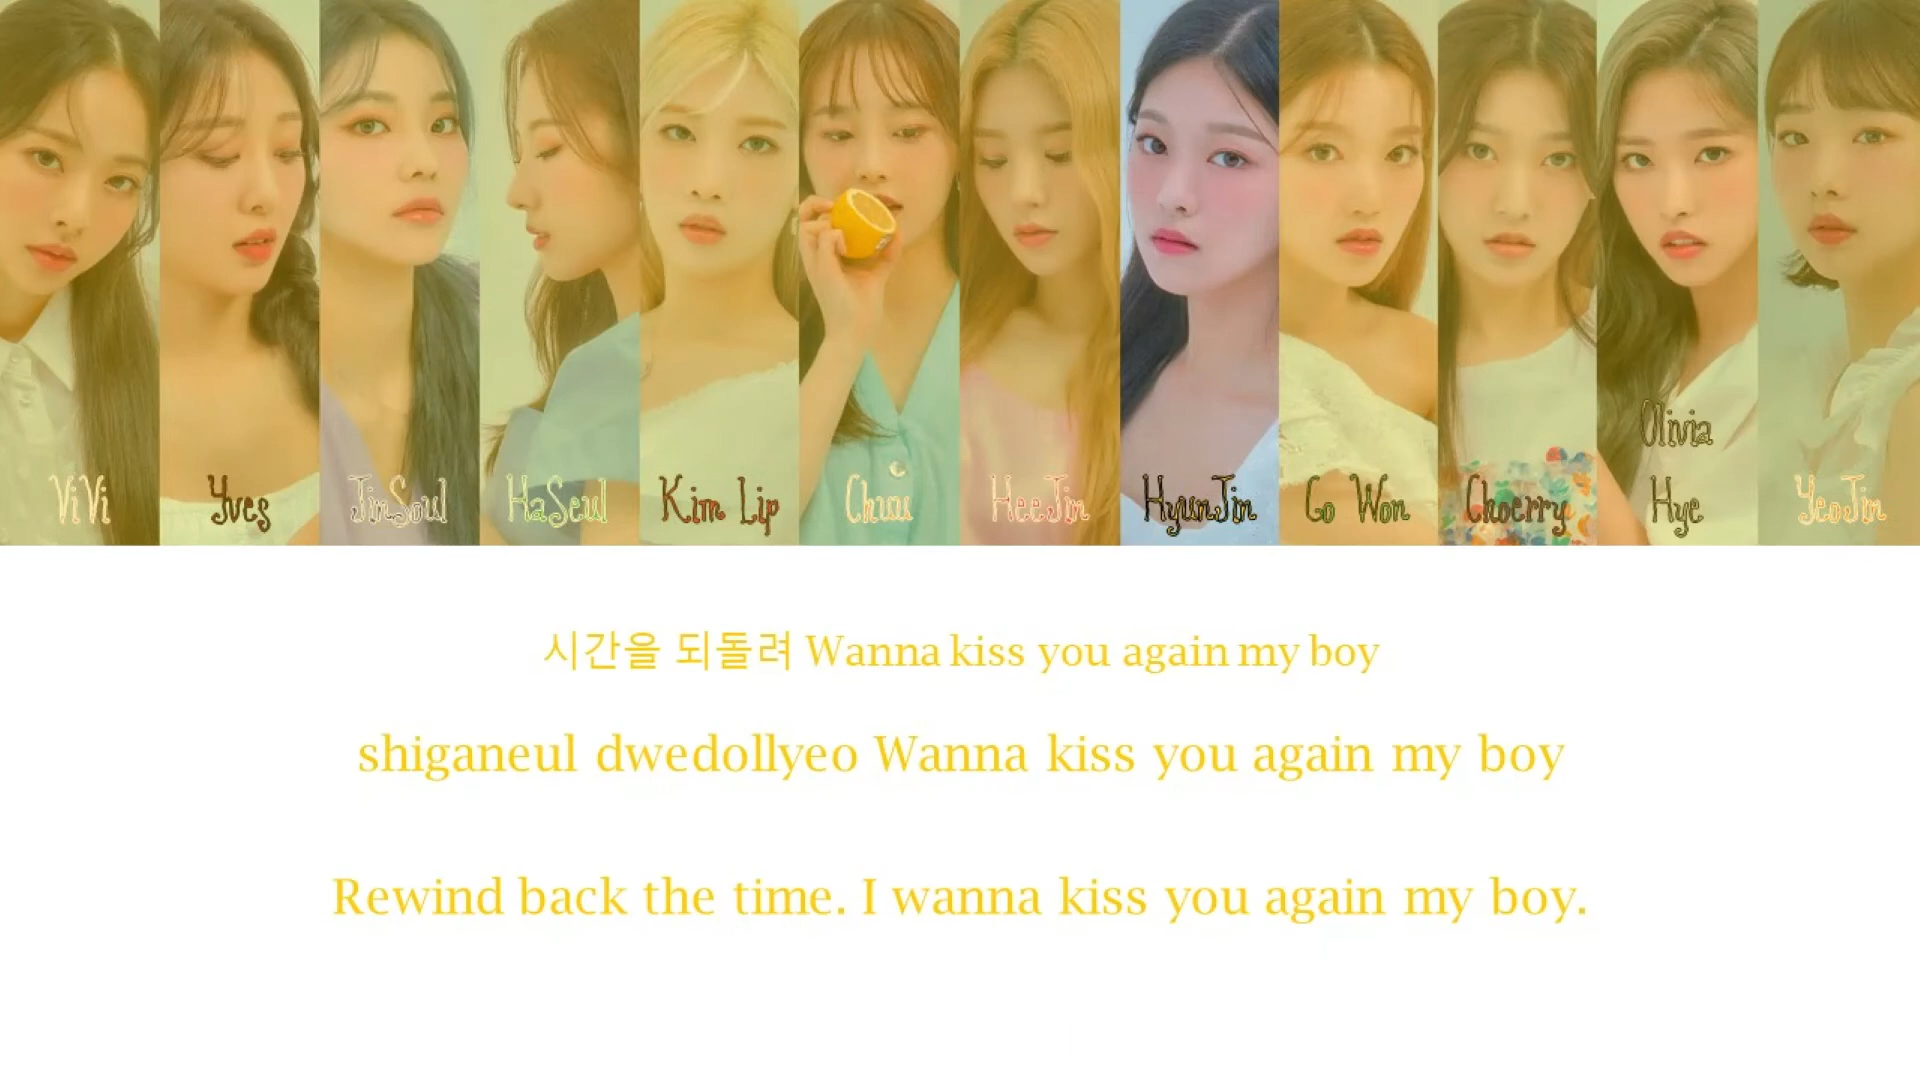 ViVi
Yves
JinSoul
HaSeul
Kim Lip
Chuu
HeeJin
HyunJin
Go Won
Choerry
Olivia
Hye
YeoJin
시간을 되돌려 Wanna kiss you again my boy
shiganeul dwedollyeo Wanna kiss you again my boy
Rewind back the time. I wanna kiss you again my boy.